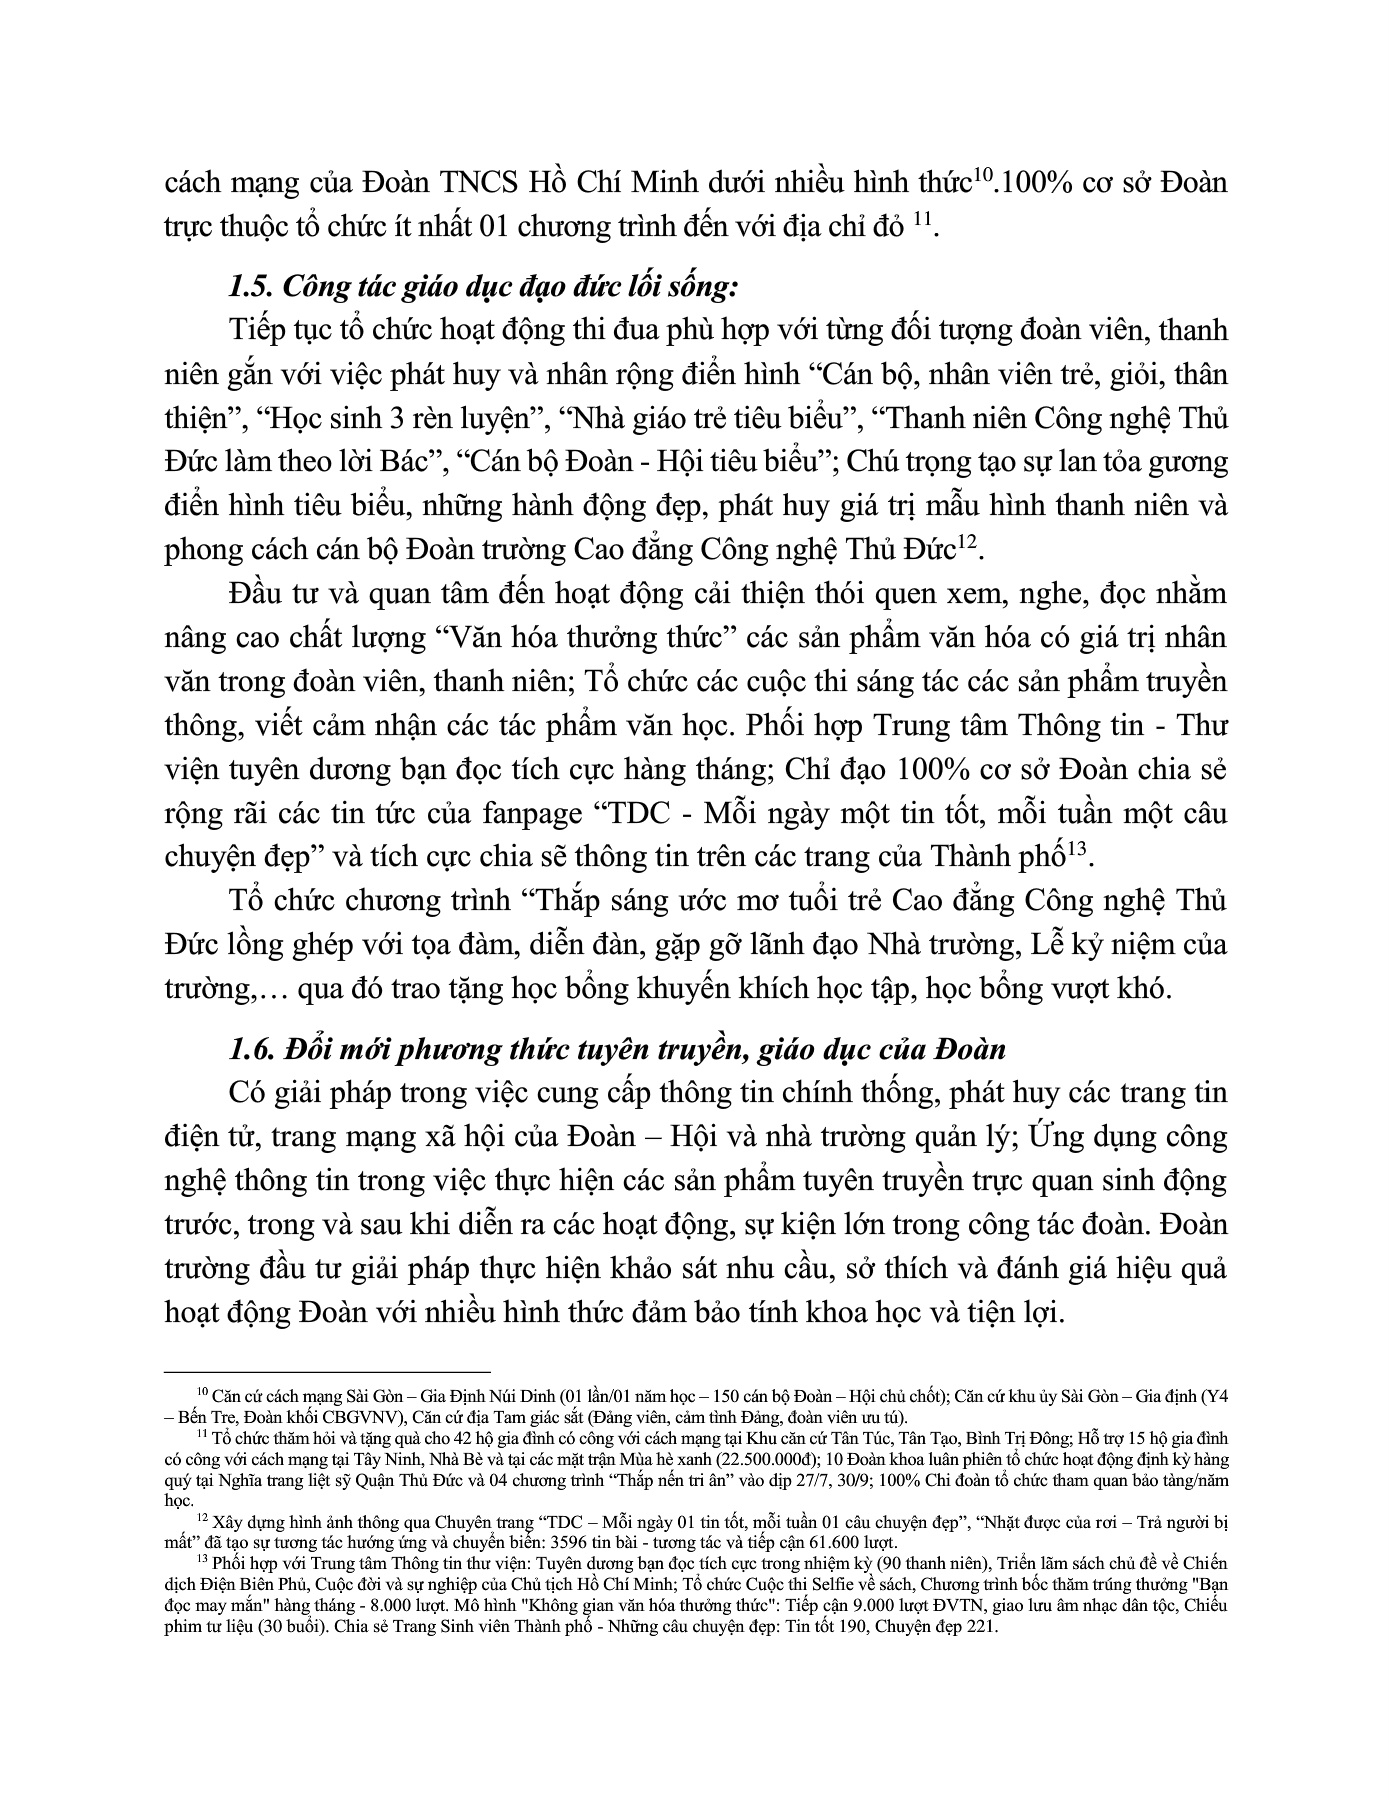 cách mạng của Đoàn TNCS Hồ Chí Minh dưới nhiều hình thức10.100% cơ sở Đoàn
trực thuộc tổ chức ít nhất 01 chương trình đến với địa chỉ đỏ 11.
1.5. Công tác giáo dục đạo đức lối sống:
Tiếp tục tổ chức hoạt động thi đua phù hợp với từng đối tượng đoàn viên, thanh
niên gắn với việc phát huy và nhân rộng điển hình “Cán bộ, nhân viên trẻ, giỏi, thân
thiện”, “Học sinh 3 rèn luyện”, “Nhà giáo trẻ tiêu biểu”, “Thanh niên Công nghệ Thủ
Đức làm theo lời Bác”, “Cán bộ Đoàn - Hội tiêu biểu”; Chú trọng tạo sự lan tỏa gương
điển hình tiêu biểu, những hành động đẹp, phát huy giá trị mẫu hình thanh niên và
phong cách cán bộ Đoàn trường Cao đẳng Công nghệ Thủ Đức12.
Đầu tư và quan tâm đến hoạt động cải thiện thói quen xem, nghe, đọc nhằm
nâng cao chất lượng “Văn hóa thưởng thức” các sản phẩm văn hóa có giá trị nhân
văn trong đoàn viên, thanh niên; Tổ chức các cuộc thi sáng tác các sản phẩm truyền
thông, viết cảm nhận các tác phẩm văn học. Phối hợp Trung tâm Thông tin - Thư
viện tuyên dương bạn đọc tích cực hàng tháng; Chỉ đạo 100% cơ sở Đoàn chia sẻ
rộng rãi các tin tức của fanpage “TDC - Mỗi ngày một tin tốt, mỗi tuần một câu
chuyện đẹp” và tích cực chia sẽ thông tin trên các trang của Thành phố13.
Tổ chức chương trình “Thắp sáng ước mơ tuổi trẻ Cao đẳng Công nghệ Thủ
Đức lồng ghép với tọa đàm, diễn đàn, gặp gỡ lãnh đạo Nhà trường, Lễ kỷ niệm của
trường,… qua đó trao tặng học bổng khuyến khích học tập, học bổng vượt khó.
1.6. Đổi mới phương thức tuyên truyền, giáo dục của Đoàn
Có giải pháp trong việc cung cấp thông tin chính thống, phát huy các trang tin
điện tử, trang mạng xã hội của Đoàn – Hội và nhà trường quản lý; Ứng dụng công
nghệ thông tin trong việc thực hiện các sản phẩm tuyên truyền trực quan sinh động
trước, trong và sau khi diễn ra các hoạt động, sự kiện lớn trong công tác đoàn. Đoàn
trường đầu tư giải pháp thực hiện khảo sát nhu cầu, sở thích và đánh giá hiệu quả
hoạt động Đoàn với nhiều hình thức đảm bảo tính khoa học và tiện lợi.
10 Căn cứ cách mạng Sài Gòn – Gia Định Núi Dinh (01 lần/01 năm học – 150 cán bộ Đoàn – Hội chủ chốt); Căn cứ khu ủy Sài Gòn – Gia định (Y4
– Bến Tre, Đoàn khối CBGVNV), Căn cứ địa Tam giác sắt (Đảng viên, cảm tình Đảng, đoàn viên ưu tú).
11 Tổ chức thăm hỏi và tặng quà cho 42 hộ gia đình có công với cách mạng tại Khu căn cứ Tân Túc, Tân Tạo, Bình Trị Đông; Hỗ trợ 15 hộ gia đình
có công với cách mạng tại Tây Ninh, Nhà Bè và tại các mặt trận Mùa hè xanh (22.500.000đ); 10 Đoàn khoa luân phiên tổ chức hoạt động định kỳ hàng
quý tại Nghĩa trang liệt sỹ Quận Thủ Đức và 04 chương trình “Thắp nến tri ân” vào dịp 27/7, 30/9; 100% Chi đoàn tổ chức tham quan bảo tàng/năm
học.
12 Xây dựng hình ảnh thông qua Chuyên trang “TDC – Mỗi ngày 01 tin tốt, mỗi tuần 01 câu chuyện đẹp”, “Nhặt được của rơi – Trả người bị
mất” đã tạo sự tương tác hướng ứng và chuyển biến: 3596 tin bài - tương tác và tiếp cận 61.600 lượt.
13 Phối hợp với Trung tâm Thông tin thư viện: Tuyên dương bạn đọc tích cực trong nhiệm kỳ (90 thanh niên), Triển lãm sách chủ đề về Chiến
dịch Điện Biên Phủ, Cuộc đời và sự nghiệp của Chủ tịch Hồ Chí Minh; Tổ chức Cuộc thi Selfie về sách, Chương trình bốc thăm trúng thưởng "Bạn
đọc may mắn" hàng tháng - 8.000 lượt. Mô hình "Không gian văn hóa thưởng thức": Tiếp cận 9.000 lượt ĐVTN, giao lưu âm nhạc dân tộc, Chiếu
phim tư liệu (30 buổi). Chia sẻ Trang Sinh viên Thành phố - Những câu chuyện đẹp: Tin tốt 190, Chuyện đẹp 221.